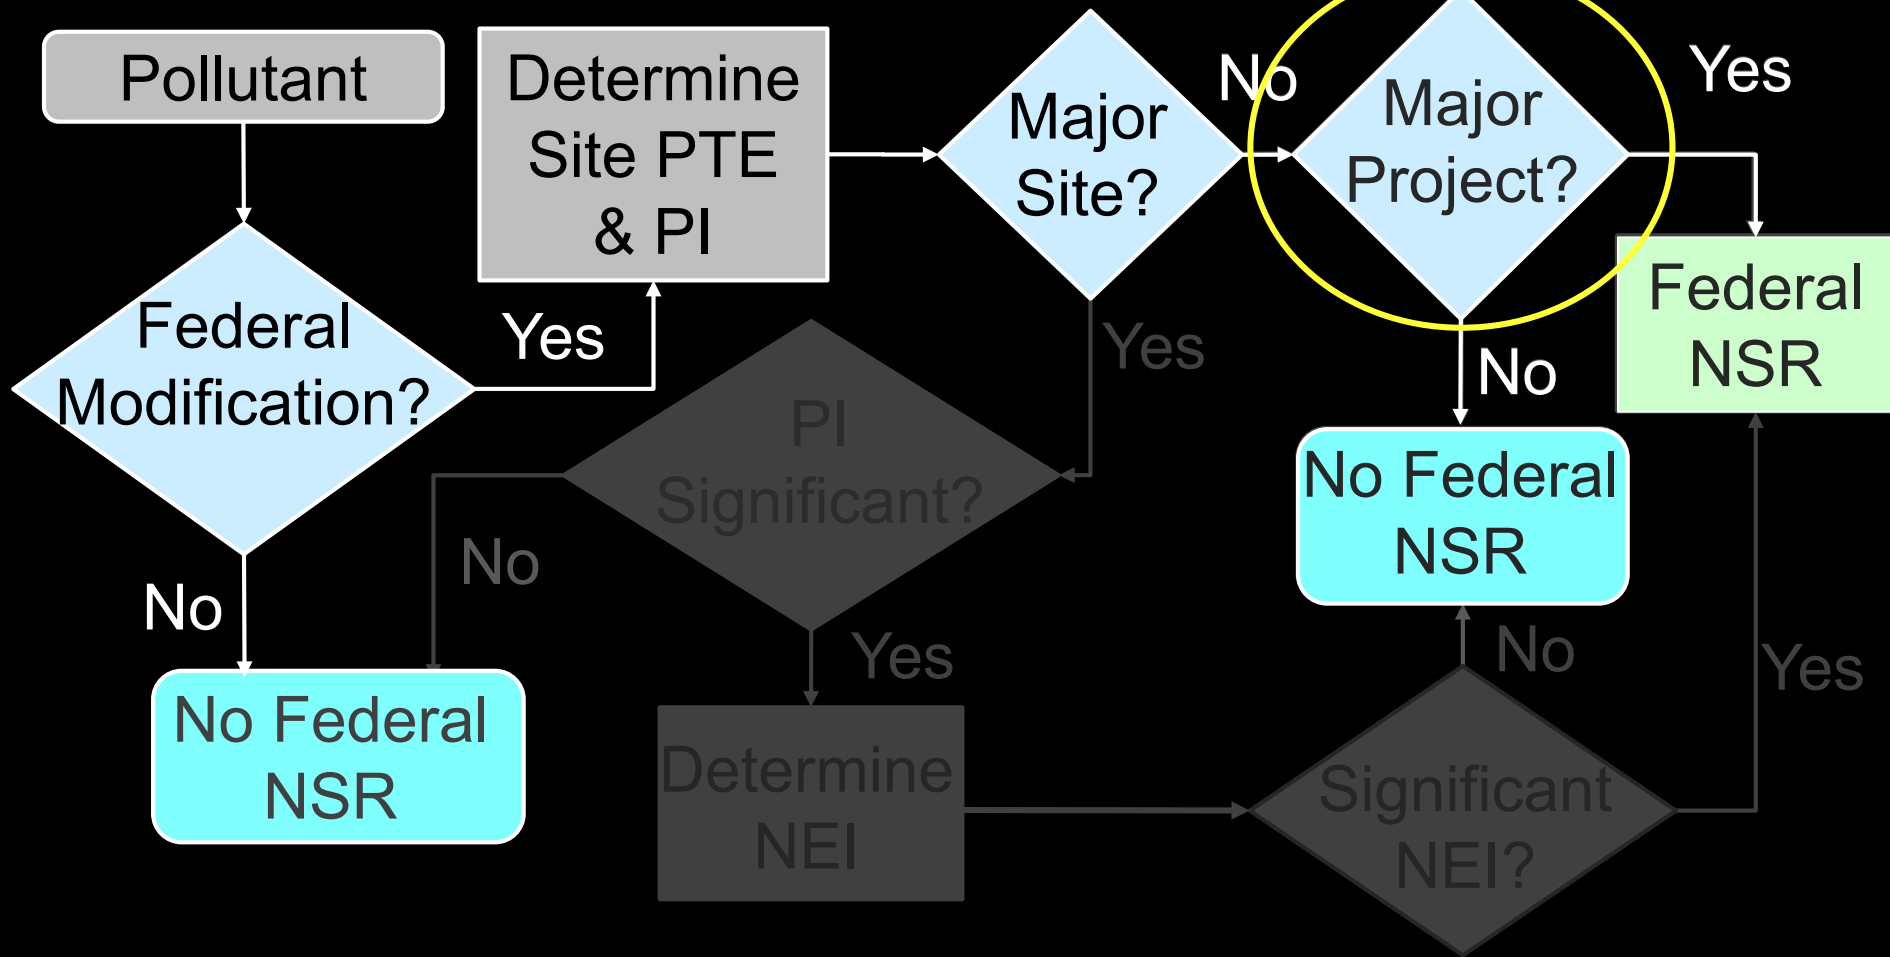 Pollutant
Federal
Modification?
Yes
No
No Federal
NSR
Determine
Site PTE
& PI
Major
Site?
No
Yes
Major
Project?
Yes
No
Federal
NSR
No Federal
NSR
PI
Significant?
No
Yes
Determine
NEI
Significant
NEI?
No
Yes